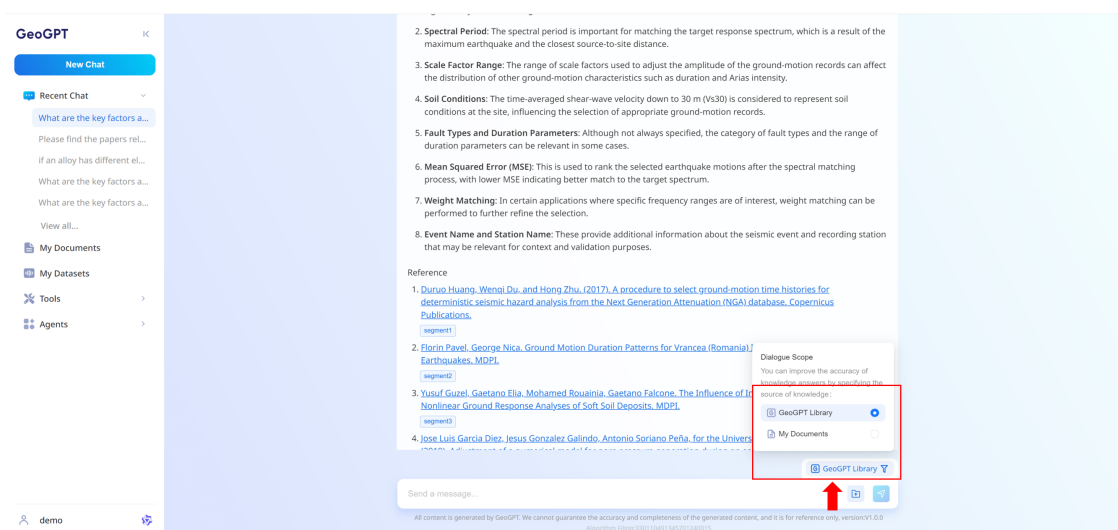 GeoGPT
New Chat
Recent Chat
What are the key factors a...
Please find the papers rel...
if an alloy has different el...
What are the key factors a...
What are the key factors a...
View all...
My Documents
My Datasets
Tools
Agents
demo
2. Spectral Period: The spectral period is important for matching the target response spectrum, which is a result of the
maximum earthquake and the closest source-to-site distance.
3. Scale Factor Range: The range of scale factors used to adjust the amplitude of the ground-motion records can affect
the distribution of other ground-motion characteristics such as duration and Arias intensity.
4. Soil Conditions: The time-averaged shear-wave velocity down to 30 m (Vs30) is considered to represent soil
conditions at the site, influencing the selection of appropriate ground-motion records.
5. Fault Types and Duration Parameters: Although not always specified, the category of fault types and the range of
duration parameters can be relevant in some cases.
6. Mean Squared Error (MSE): This is used to rank the selected earthquake motions after the spectral matching
process, with lower MSE indicating better match to the target spectrum.
7. Weight Matching: In certain applications where specific frequency ranges are of interest, weight matching can be
performed to further refine the selection.
8. Event Name and Station Name: These provide additional information about the seismic event and recording station
that may be relevant for context and validation purposes.
Reference
1. Duruo Huang, Wenqi Du, and Hong Zhu. (2017). A procedure to select ground-motion time histories for
deterministic seismic hazard analysis from the Next Generation Attenuation (NGA) database. Copernicus
Publications.
segment1
2. Florin Pavel, George Nica. Ground Motion Duration Patterns for Vrancea (Romania)
Earthquakes. MDPI.
segment2
3. Yusuf Guzel, Gaetano Elia, Mohamed Rouainia, Gaetano Falcone. The Influence of
Nonlinear Ground Response Analyses of Soft Soil Deposits. MDPI.
segment3
4. Jose Luis Garcia Diez, Jesus Gonzalez Galindo, Antonio Soriano Peña, for the Univers
Dialogue Scope
You can improve the accuracy of
knowledge answers by specifying the
source of knowledge:
GeoGPT Library
My Documents
GeoGPT Library
Send a message...
All content is generated by GeoGPT. We cannot guarantee the accuracy and completeness of the generated content, and it is for reference only, version:V1.0.0